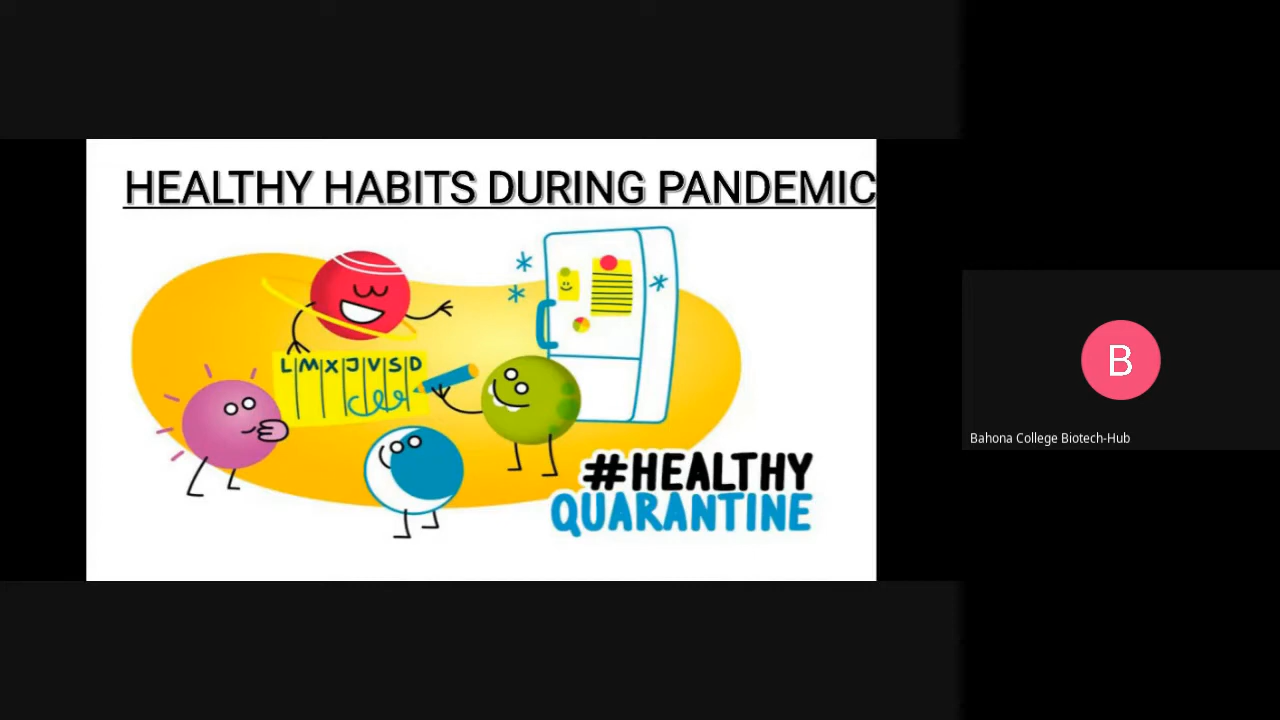 HEALTHY HABITS DURING PANDEMIC
L M X J V S D
#HEALTHY
QUARANTINE
B
Bahona College Biotech-Hub